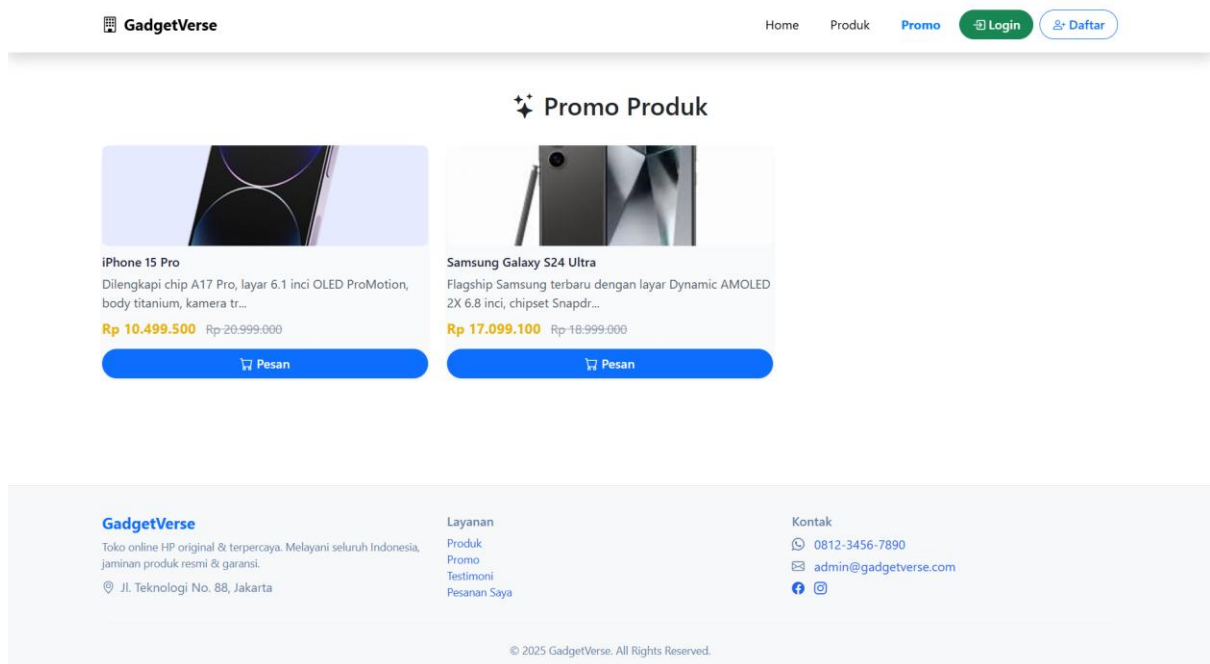 GadgetVerse
Home Produk Promo Login Daftar
Promo Produk
iPhone 15 Pro
Dilengkapi chip A17 Pro, layar 6.1 inci OLED ProMotion,
body titanium, kamera tr...
Rp 10.499.500 Rp 20.999.000
Pesan
Samsung Galaxy S24 Ultra
Flagship Samsung terbaru dengan layar Dynamic AMOLED
2X 6.8 inci, chipset Snapdr...
Rp 17.099.100 Rp 18.999.000
Pesan
GadgetVerse
Toko online HP original & terpercaya. Melayani seluruh Indonesia,
jaminan produk resmi & garansi.
Jl. Teknologi No. 88, Jakarta
Layanan
Produk
Promo
Testimoni
Pesanan Saya
Kontak
0812-3456-7890
admin@gadgetverse.com
© 2025 GadgetVerse. All Rights Reserved.